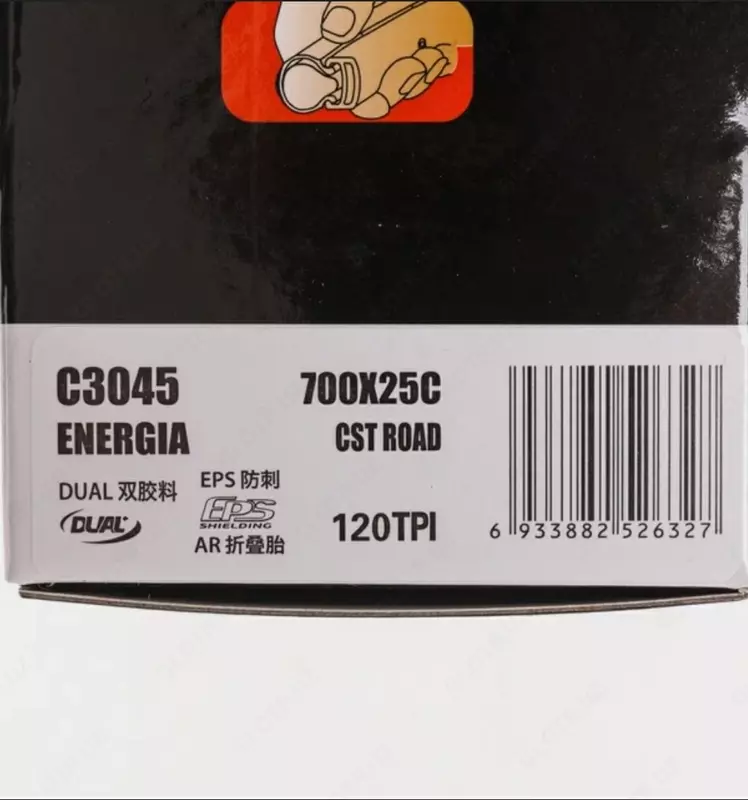 C3045
ENERGIA
700X25C
CST ROAD
DUAL 双胶料
DUAL
EPS 防刺
EPS
SHIELDING
AR 折叠胎
120TPI
6 933882 526327